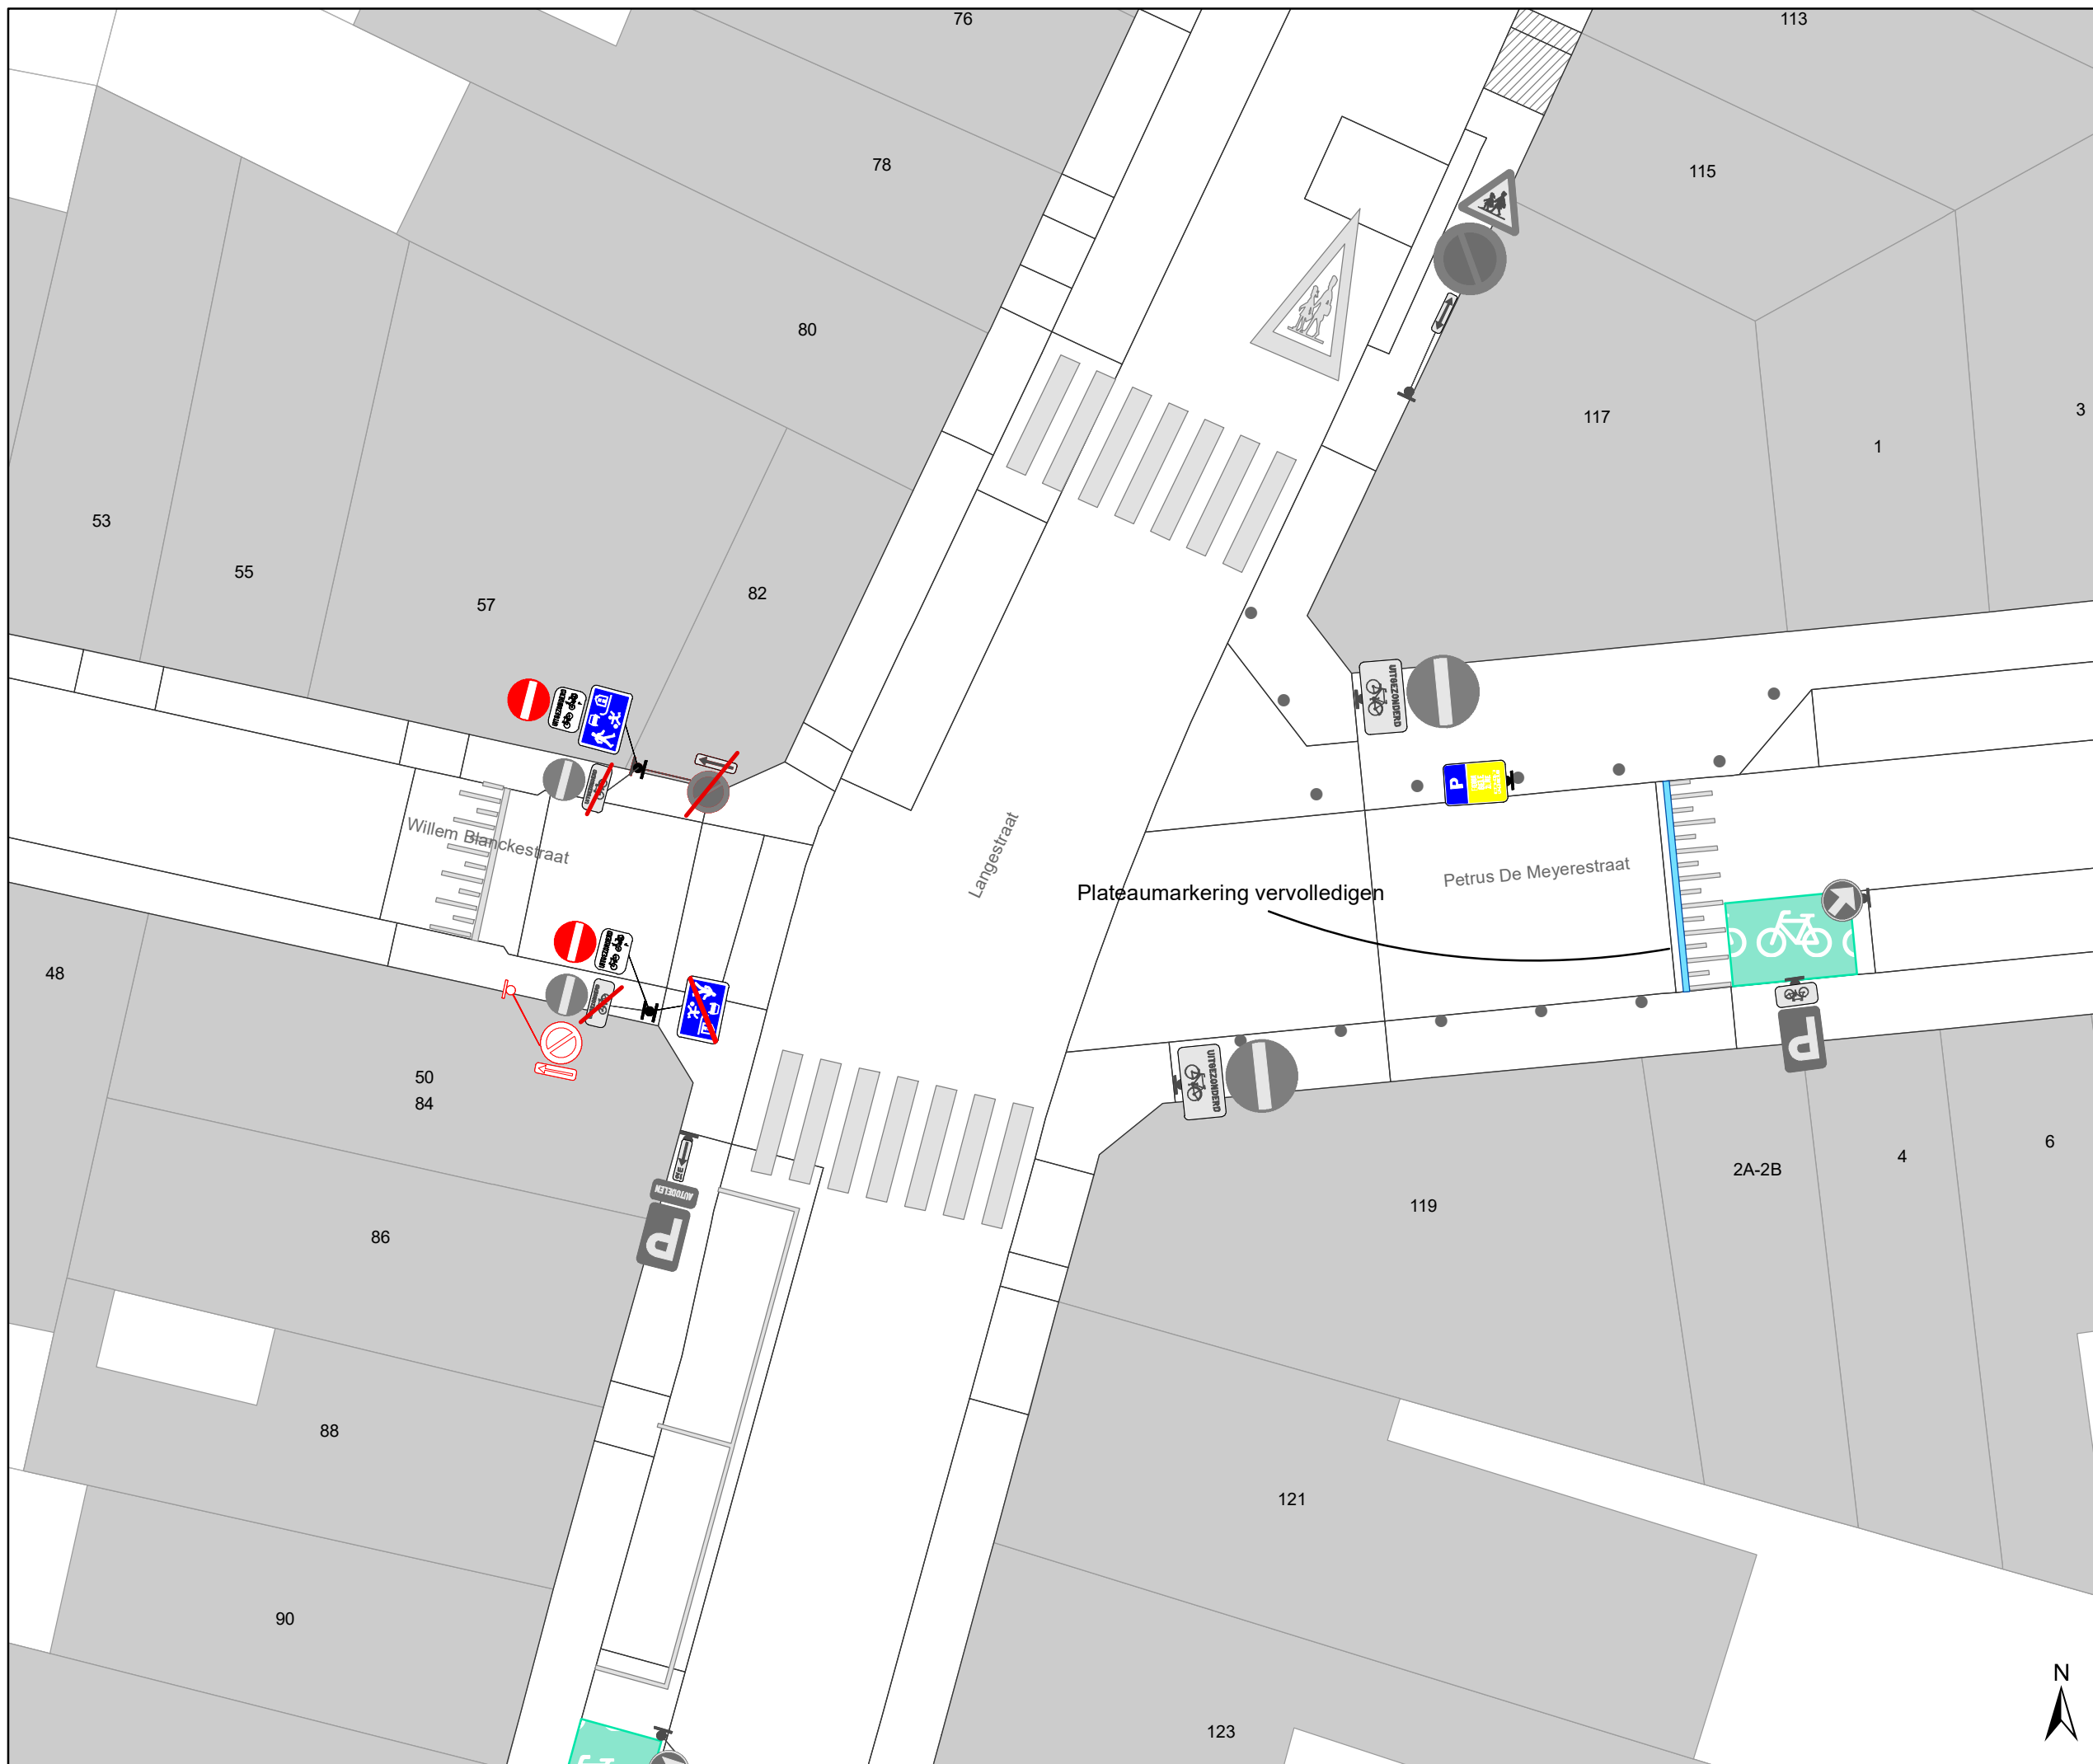 76
113
78
115
80
117
3
1
53
55
57
82
UITGEZONDERD
P
Willem Blanckestraat
Langestraat
Petrus De Meyerestraat
Plateaumarkering vervolledigen
48
50
84
UITGEZONDERD
P
AUTODELEN
P
86
119
2A-2B
4
6
88
121
90
123
N